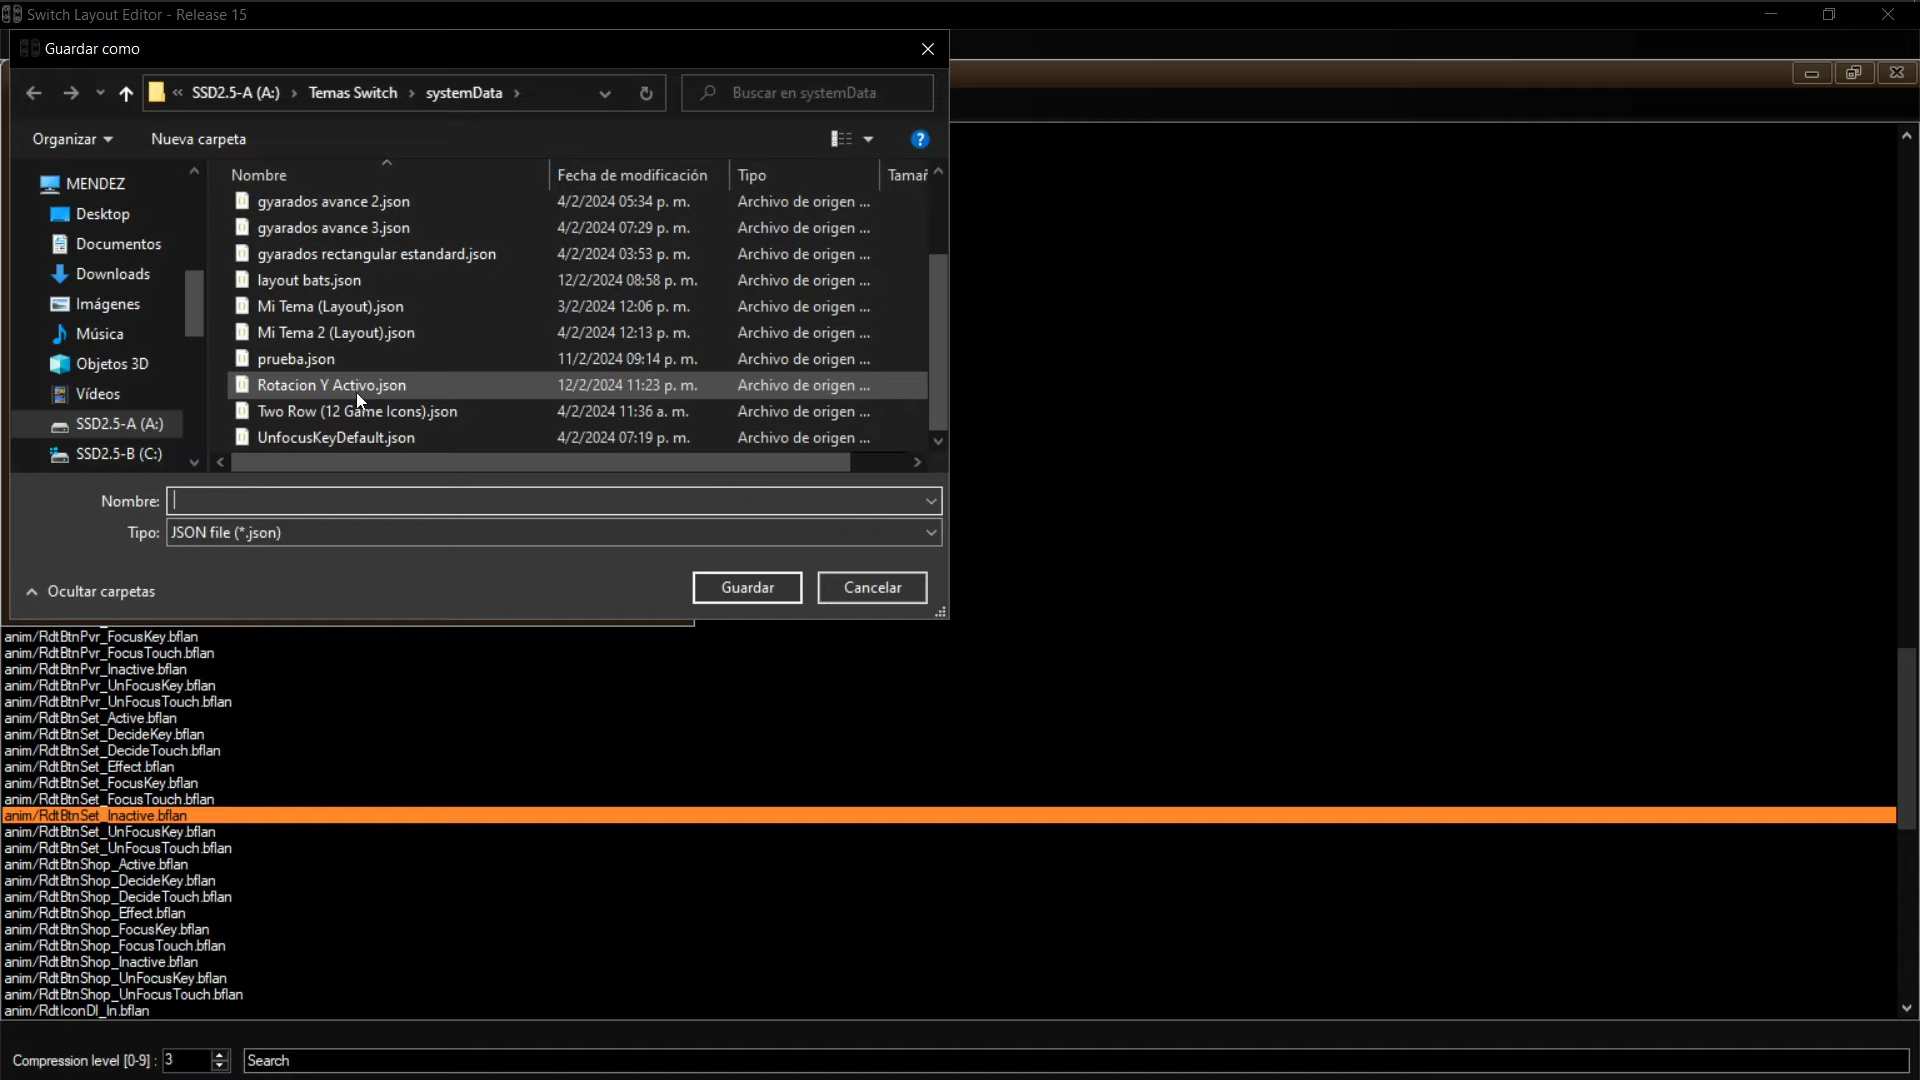 Switch Layout Editor - Release 15
Guardar como
« SSD2.5-A (A:) › Temas Switch › systemData ›
Buscar en systemData
Organizar
Nueva carpeta
MENDEZ
Desktop
Documentos
Downloads
Imágenes
Música
Objetos 3D
Vídeos
SSD2.5-A (A:)
SSD2.5-B (C:)
Nombre Fecha de modificación Tipo Tamañ
gyarados avance 2.json 4/2/2024 05:34 p. m. Archivo de origen ...
gyarados avance 3.json 4/2/2024 07:29 p. m. Archivo de origen ...
gyarados rectangular estandard.json 4/2/2024 03:53 p. m. Archivo de origen ...
layout bats.json 12/2/2024 08:58 p. m. Archivo de origen ...
Mi Tema (Layout).json 3/2/2024 12:06 p. m. Archivo de origen ...
Mi Tema 2 (Layout).json 4/2/2024 12:13 p. m. Archivo de origen ...
prueba.json 11/2/2024 09:14 p. m. Archivo de origen ...
Rotacion Y Activo.json 12/2/2024 11:23 p. m. Archivo de origen ...
Two Row (12 Game Icons).json 4/2/2024 11:36 a. m. Archivo de origen ...
UnfocusKeyDefault.json 4/2/2024 07:19 p. m. Archivo de origen ...
Nombre:
Tipo: JSON file (*.json)
Ocultar carpetas
Guardar
Cancelar
anim/RdtBtnPvr_FocusKey.bflan
anim/RdtBtnPvr_FocusTouch.bflan
anim/RdtBtnPvr_Inactive.bflan
anim/RdtBtnPvr_UnFocusKey.bflan
anim/RdtBtnPvr_UnFocusTouch.bflan
anim/RdtBtnSet_Active.bflan
anim/RdtBtnSet_DecideKey.bflan
anim/RdtBtnSet_DecideTouch.bflan
anim/RdtBtnSet_Effect.bflan
anim/RdtBtnSet_FocusKey.bflan
anim/RdtBtnSet_FocusTouch.bflan
anim/RdtBtnSet_Inactive.bflan
anim/RdtBtnSet_UnFocusKey.bflan
anim/RdtBtnSet_UnFocusTouch.bflan
anim/RdtBtnShop_Active.bflan
anim/RdtBtnShop_DecideKey.bflan
anim/RdtBtnShop_DecideTouch.bflan
anim/RdtBtnShop_Effect.bflan
anim/RdtBtnShop_FocusKey.bflan
anim/RdtBtnShop_FocusTouch.bflan
anim/RdtBtnShop_Inactive.bflan
anim/RdtBtnShop_UnFocusKey.bflan
anim/RdtBtnShop_UnFocusTouch.bflan
anim/RdtIconDl_In.bflan
Compression level [0-9] : 3 Search